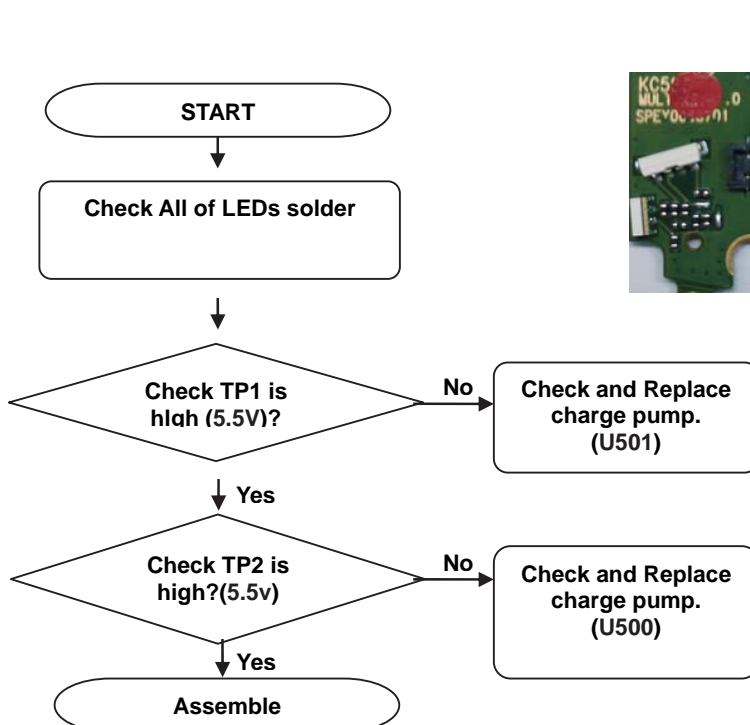 START
Check All of LEDs solder
Check TP1 is
high (5.5V)?
No
Check and Replace
charge pump.
(U501)
Yes
Check TP2 is
high?(5.5v)
No
Check and Replace
charge pump.
(U500)
Yes
Assemble
.0